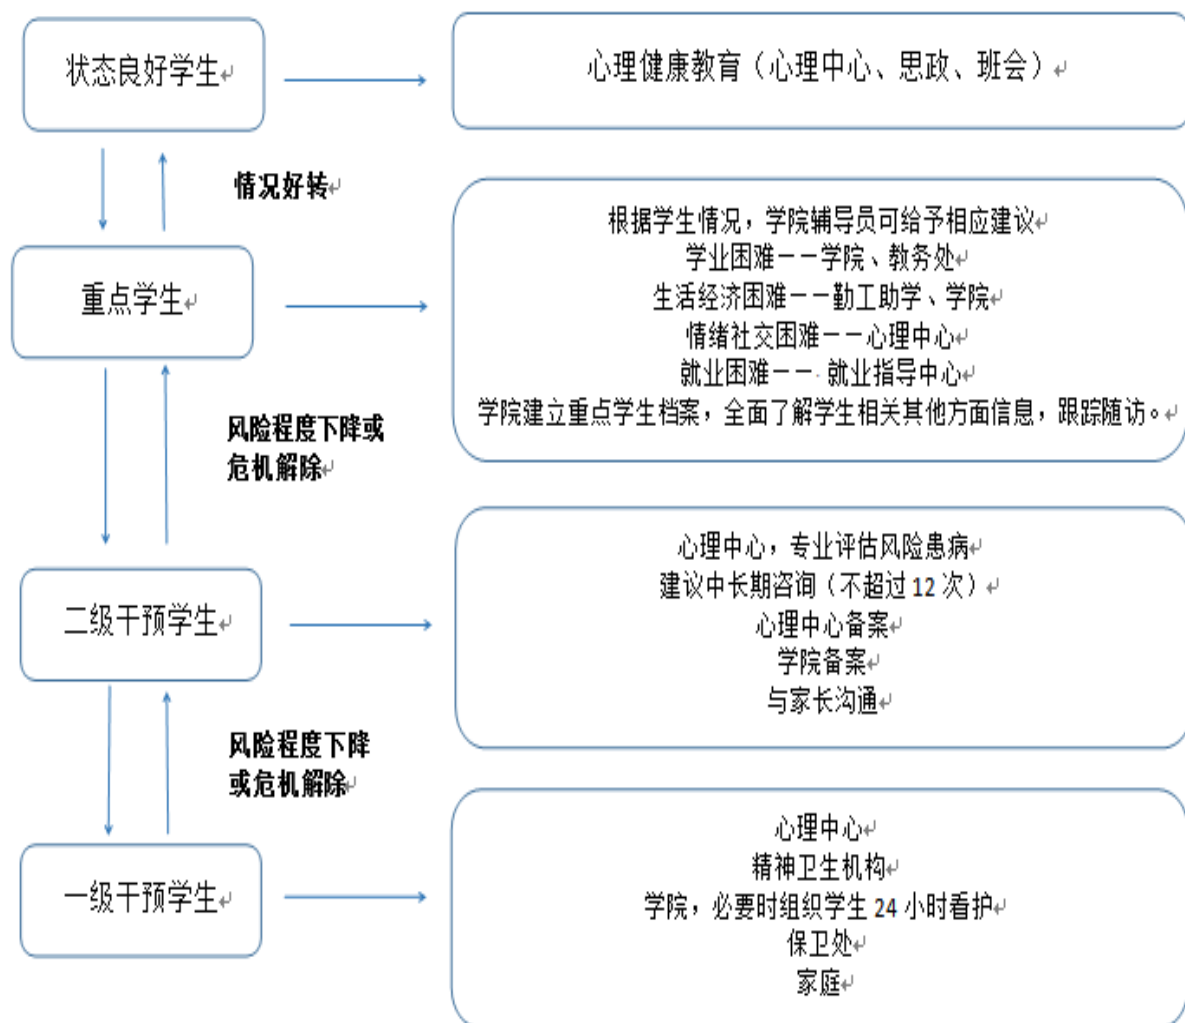 状态良好学生
心理健康教育（心理中心、思政、班会）
情况好转
重点学生
根据学生情况，学院辅导员可给予相应建议
学业困难－－学院、教务处
生活经济困难－－勤工助学、学院
情绪社交困难－－心理中心
就业困难－－ 就业指导中心
学院建立重点学生档案，全面了解学生相关其他方面信息，跟踪随访。
风险程度下降或
危机解除
二级干预学生
心理中心，专业评估风险患病
建议中长期咨询（不超过 12 次）
心理中心备案
学院备案
与家长沟通
风险程度下降
或危机解除
一级干预学生
心理中心
精神卫生机构
学院，必要时组织学生 24 小时看护
保卫处
家庭